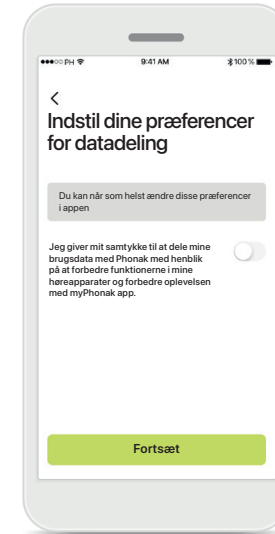 ●●●○○ PH 9:41 AM 100 %
Indstil dine præferencer
for datadeling
Du kan når som helst ændre disse præferencer
i appen
Jeg giver mit samtykke til at dele mine
brugsdata med Phonak med henblik
på at forbedre funktionerne i mine
høreapparater og forbedre oplevelsen
med myPhonak app.
Fortsæt